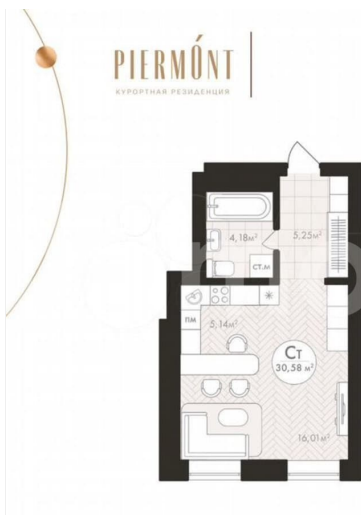 PIERMÓNT
КУРОРТНАЯ РЕЗИДЕНЦИЯ
4,18м²
5,25м²
СТ.М
ПМ
5,14м²
Ст
30,58 м²
16,01м²